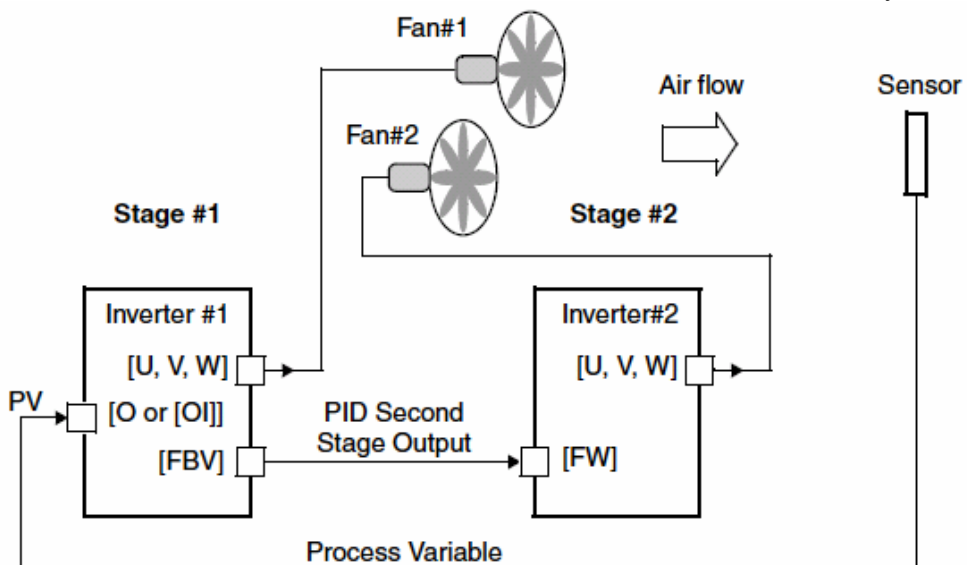 Fan#1
Air flow
Sensor
Fan#2
Stage #1
Stage #2
Inverter #1
Inverter#2
[U, V, W]
[U, V, W]
PV
[O or [OI]]
PID Second
Stage Output
[FBV]
[FW]
Process Variable